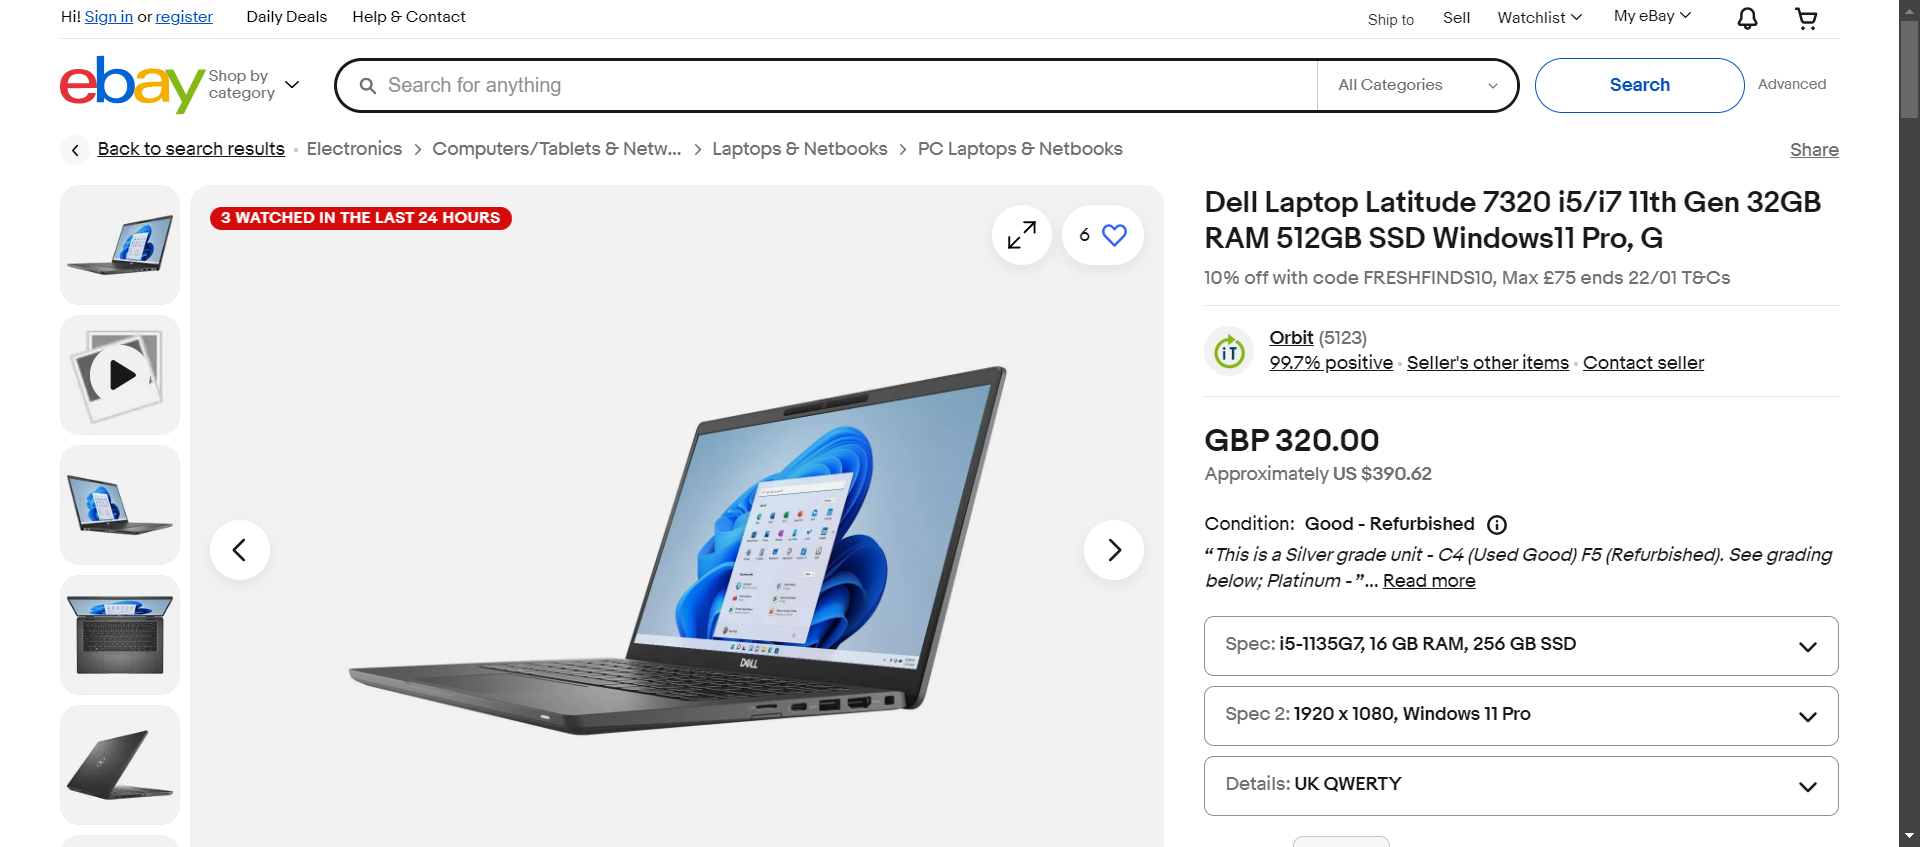 Hi! Sign in or register
Daily Deals
Help & Contact
Ship to
Sell
Watchlist
My eBay
ebay
Shop by
category
Search for anything
All Categories
Search
Advanced
Back to search results
Electronics
Computers/Tablets & Netw...
Laptops & Netbooks
PC Laptops & Netbooks
Share
3 WATCHED IN THE LAST 24 HOURS
6
DELL
Dell Laptop Latitude 7320 i5/i7 11th Gen 32GB
RAM 512GB SSD Windows11 Pro, G
10% off with code FRESHFINDS10, Max £75 ends 22/01 T&Cs
iT
Orbit (5123)
99.7% positive · Seller's other items · Contact seller
GBP 320.00
Approximately US $390.62
Condition: Good - Refurbished
“This is a Silver grade unit - C4 (Used Good) F5 (Refurbished). See grading
below; Platinum -”... Read more
Spec: i5-1135G7, 16 GB RAM, 256 GB SSD
Spec 2: 1920 x 1080, Windows 11 Pro
Details: UK QWERTY